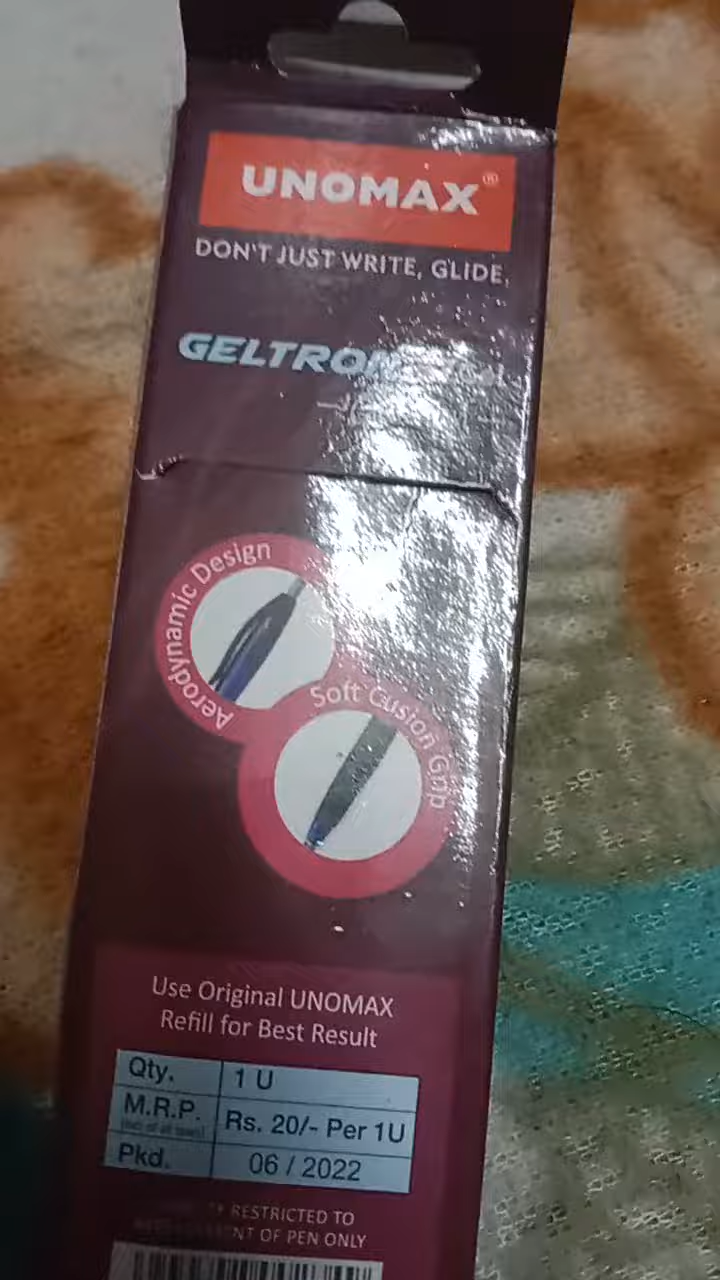 UNOMAX®
DON'T JUST WRITE, GLIDE.
GELTRON
Aerodynamic Design
Soft Cusion Grip
Use Original UNOMAX
Refill for Best Result
Qty. 1 U
M.R.P. Rs. 20/- Per 1U
Pkd. 06 / 2022
RESTRICTED TO
OF PEN ONLY